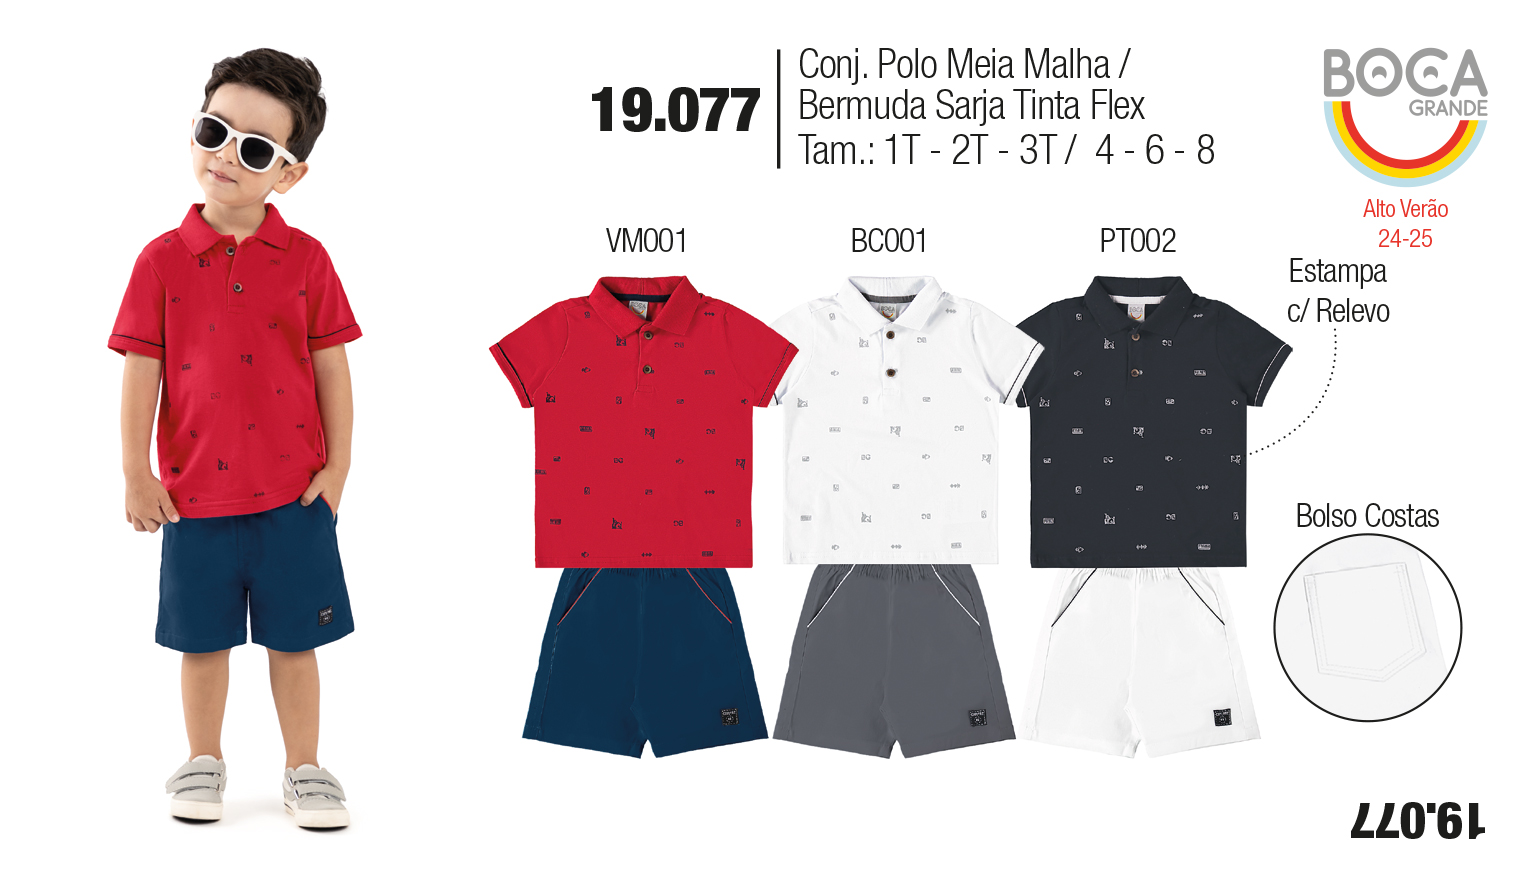 19.077
Conj. Polo Meia Malha /
Bermuda Sarja Tinta Flex
Tam.: 1T - 2T - 3T / 4 - 6 - 8
BOCA
GRANDE
Alto Verão
24-25
VM001
BC001
PT002
Estampa
c/ Relevo
Bolso Costas
19.077